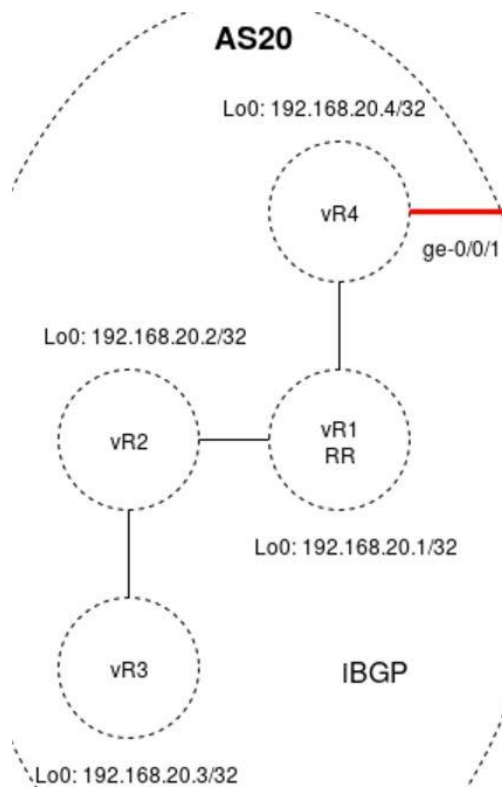 AS20
Lo0: 192.168.20.4/32
vR4
ge-0/0/1
Lo0: 192.168.20.2/32
vR2
vR1
RR
Lo0: 192.168.20.1/32
vR3
iBGP
Lo0: 192.168.20.3/32